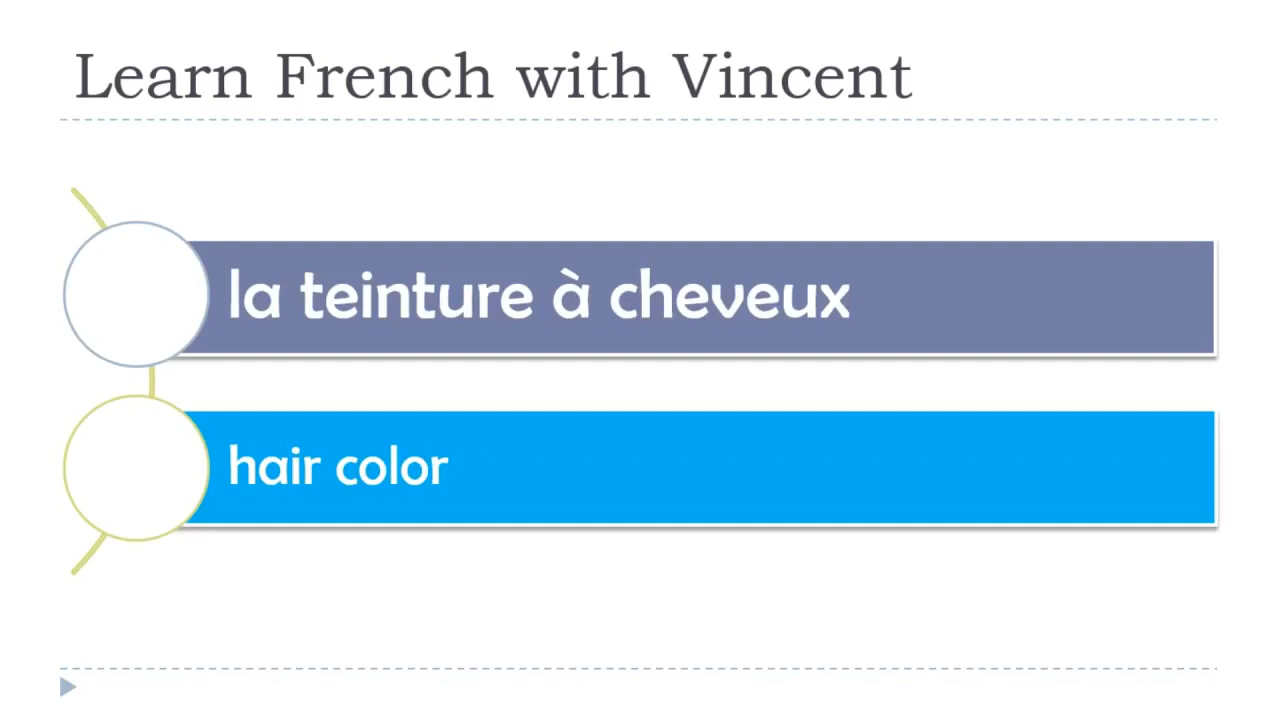 Learn French with Vincent
la teinture à cheveux
hair color